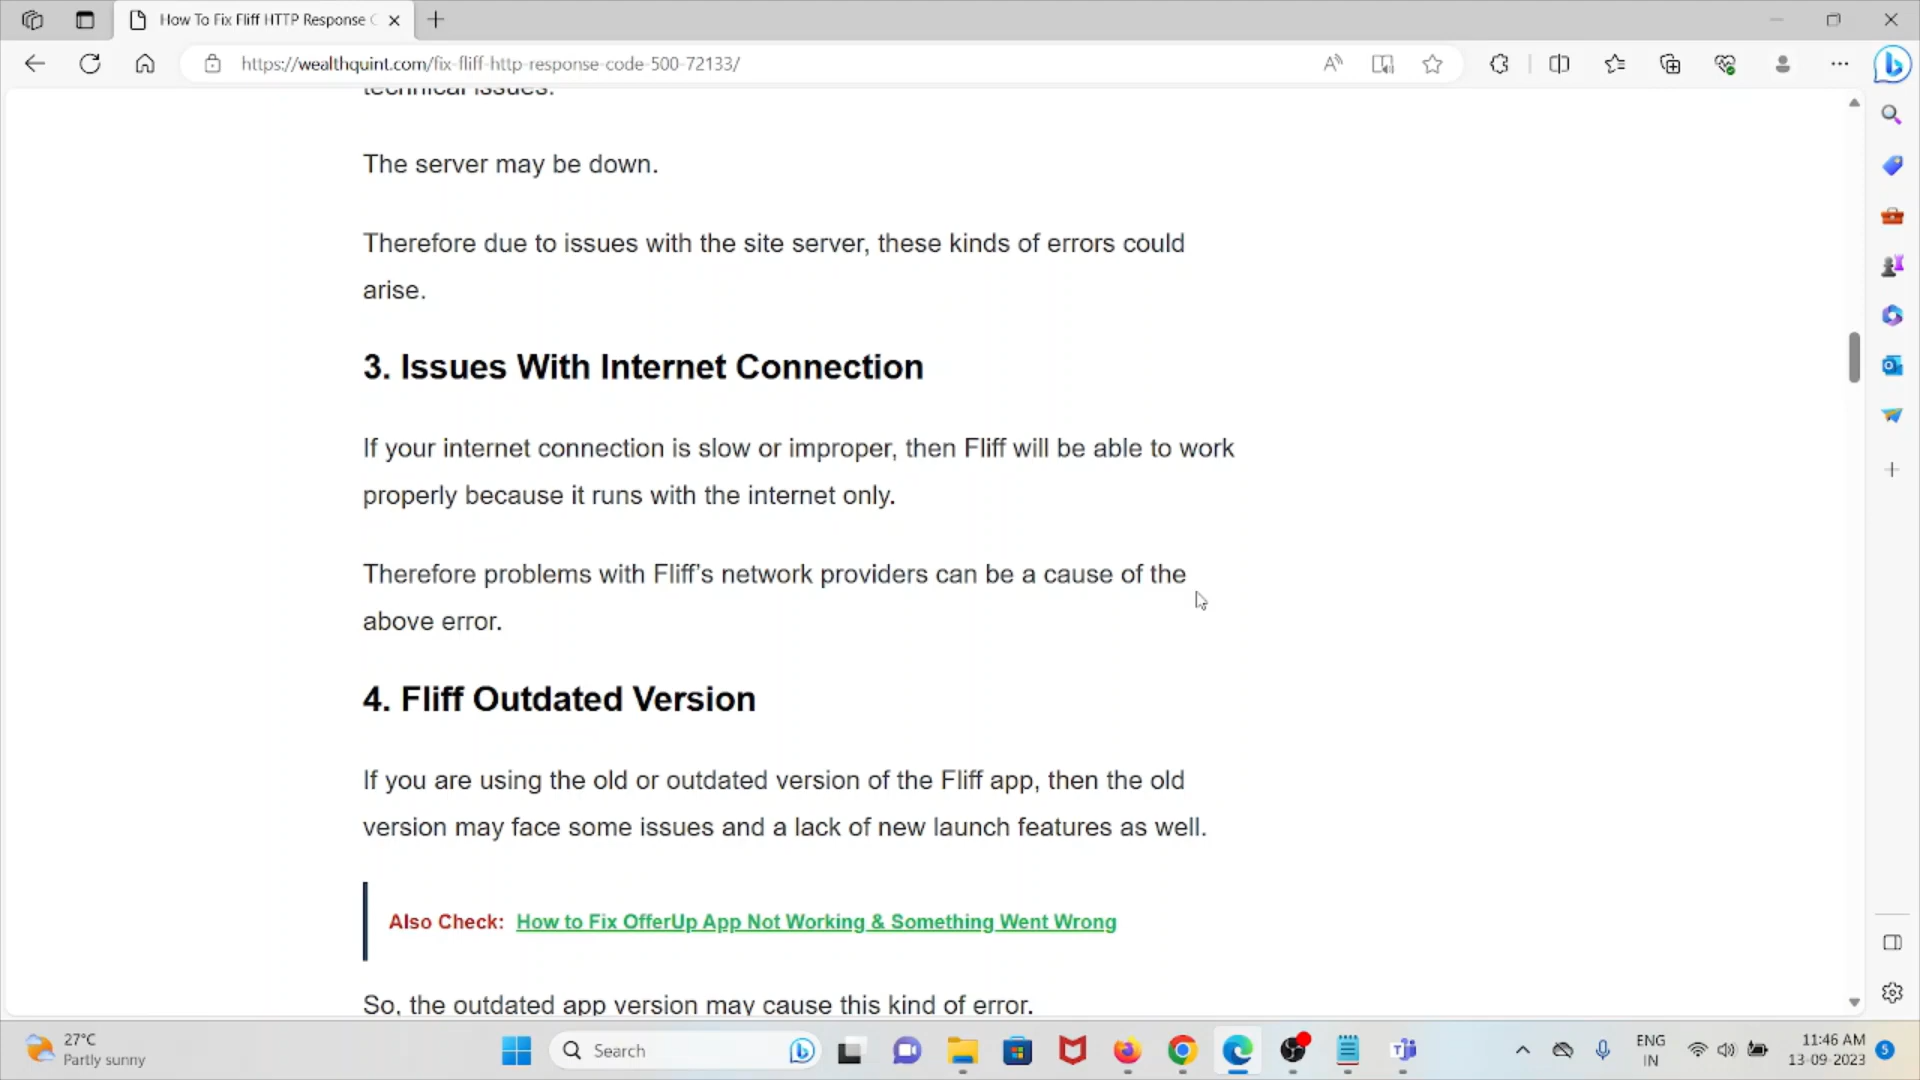 How To Fix Fliff HTTP Response C
https://wealthquint.com/fix-fliff-http-response-code-500-72133/
technical issues.
The server may be down.
Therefore due to issues with the site server, these kinds of errors could
arise.
3. Issues With Internet Connection
If your internet connection is slow or improper, then Fliff will be able to work
properly because it runs with the internet only.
Therefore problems with Fliff's network providers can be a cause of the
above error.
4. Fliff Outdated Version
If you are using the old or outdated version of the Fliff app, then the old
version may face some issues and a lack of new launch features as well.
Also Check: How to Fix OfferUp App Not Working & Something Went Wrong
So, the outdated app version may cause this kind of error.
27°C
Partly sunny
Search
ENG
IN
11:46 AM
13-09-2023
5